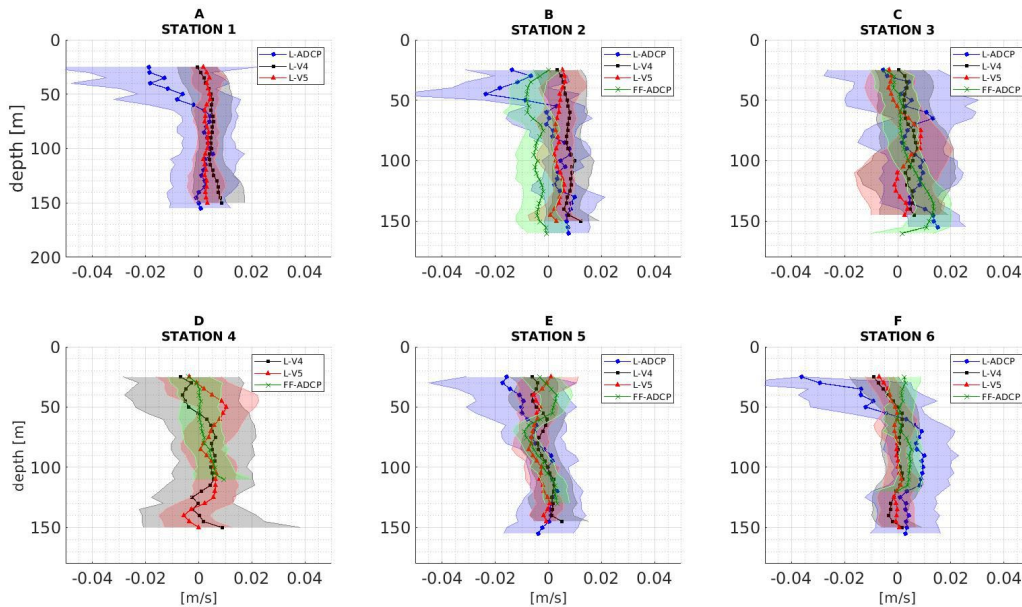 A
STATION 1
0
50
100
150
200
depth [m]
-0.04 -0.02 0 0.02 0.04
L-ADCP
L-V4
L-V5
B
STATION 2
0
50
100
150
-0.04 -0.02 0 0.02 0.04
L-ADCP
L-V4
L-V5
FF-ADCP
C
STATION 3
0
50
100
150
-0.04 -0.02 0 0.02 0.04
L-ADCP
L-V4
L-V5
FF-ADCP
D
STATION 4
0
50
100
150
depth [m]
-0.04 -0.02 0 0.02 0.04
[m/s]
L-V4
L-V5
FF-ADCP
E
STATION 5
0
50
100
150
-0.04 -0.02 0 0.02 0.04
[m/s]
L-ADCP
L-V4
L-V5
FF-ADCP
F
STATION 6
0
50
100
150
-0.04 -0.02 0 0.02 0.04
[m/s]
L-ADCP
L-V4
L-V5
FF-ADCP